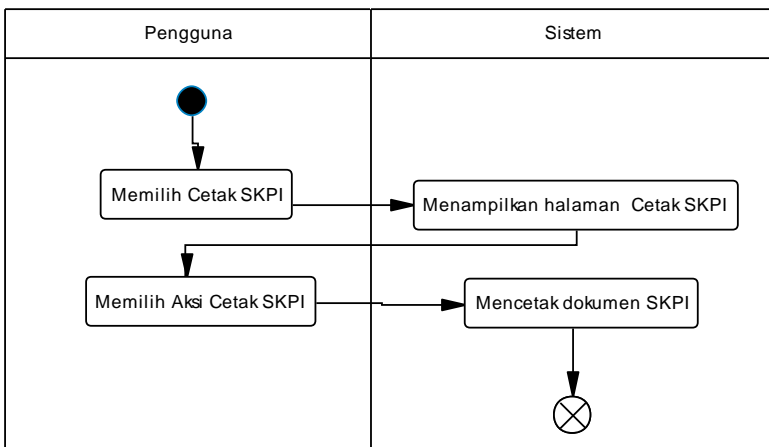 Pengguna
Sistem
Memilih Cetak SKPI
Menampilkan halaman Cetak SKPI
Memilih Aksi Cetak SKPI
Mencetak dokumen SKPI